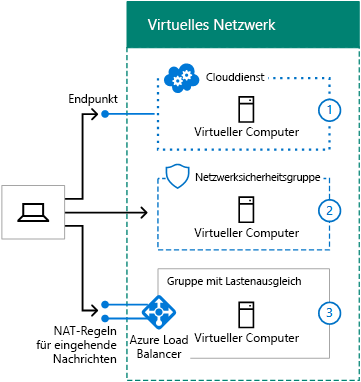 Virtuelles Netzwerk
Clouddienst
Endpunkt
Virtueller Computer
1
Netzwerksicherheitsgruppe
Virtueller Computer
2
Gruppe mit Lastenausgleich
Virtueller Computer
3
NAT-Regeln
für eingehende
Nachrichten
Azure Load
Balancer